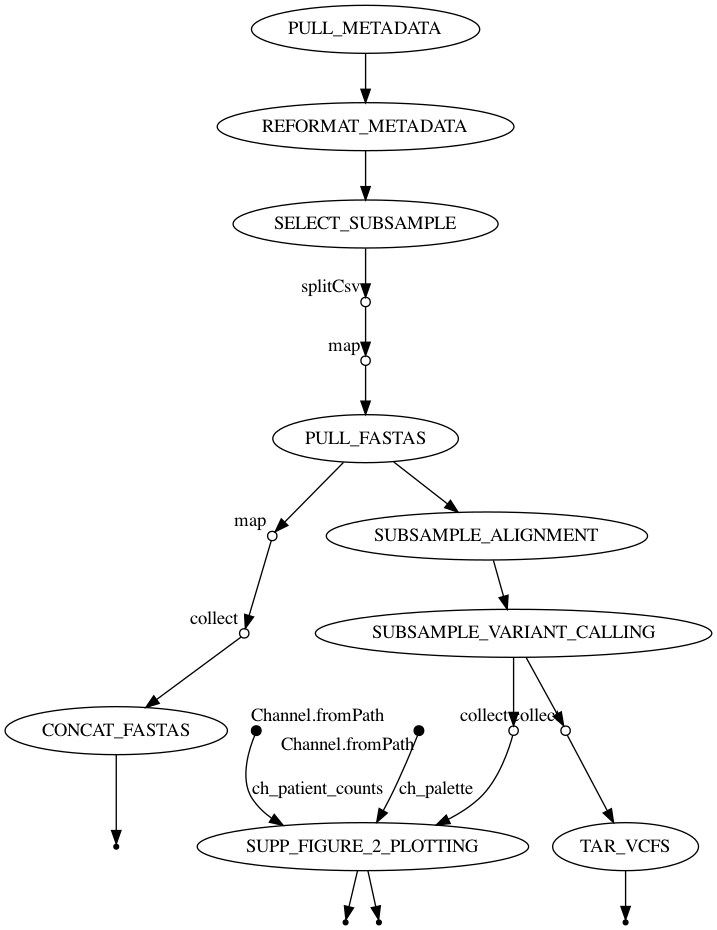 PULL_METADATA
REFORMAT_METADATA
SELECT_SUBSAMPLE
splitCsv
map
PULL_FASTAS
map
SUBSAMPLE_ALIGNMENT
collect
SUBSAMPLE_VARIANT_CALLING
CONCAT_FASTAS
Channel.fromPath
Channel.fromPath
collect
collect
ch_patient_counts
ch_palette
SUPP_FIGURE_2_PLOTTING
TAR_VCFS